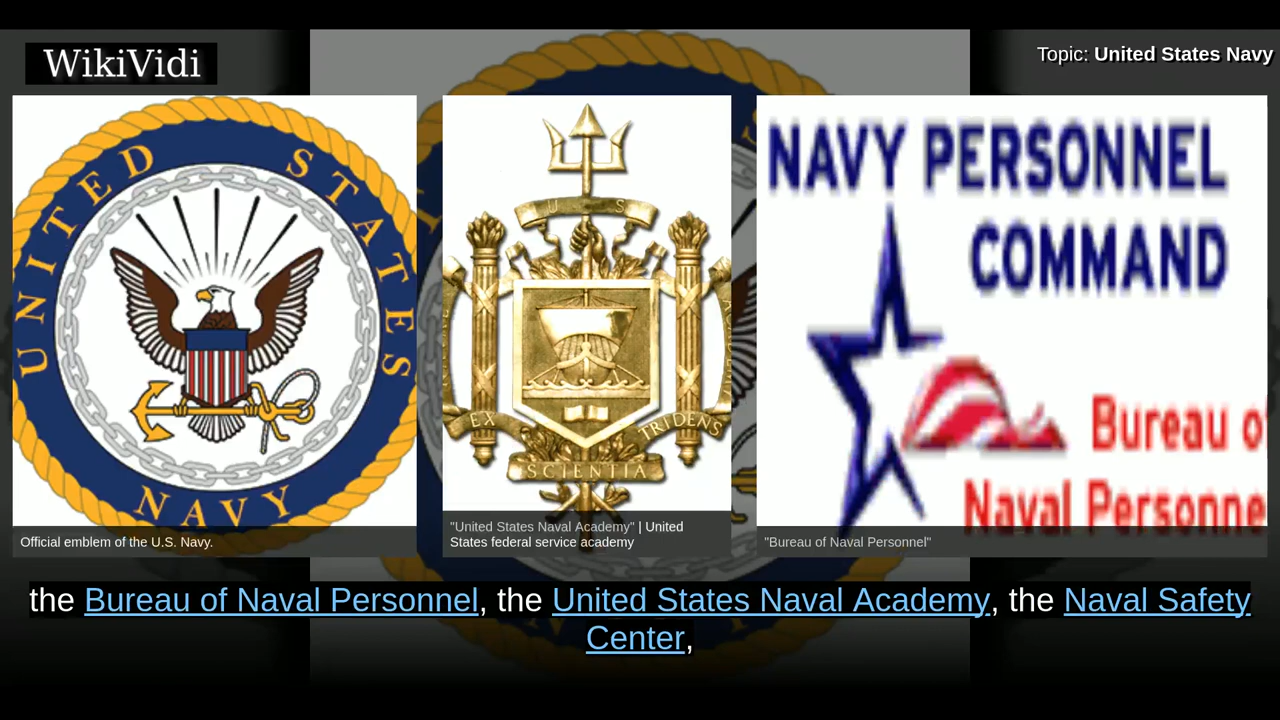 WikiVidi
Topic: United States Navy
UNITED STATES
NAVY
Official emblem of the U.S. Navy.
U S
EX
TRIDENS
SCIENTIA
"United States Naval Academy" | United
States federal service academy
NAVY PERSONNEL
COMMAND
Bureau o
Naval Personne
"Bureau of Naval Personnel"
the Bureau of Naval Personnel, the United States Naval Academy, the Naval Safety
Center,